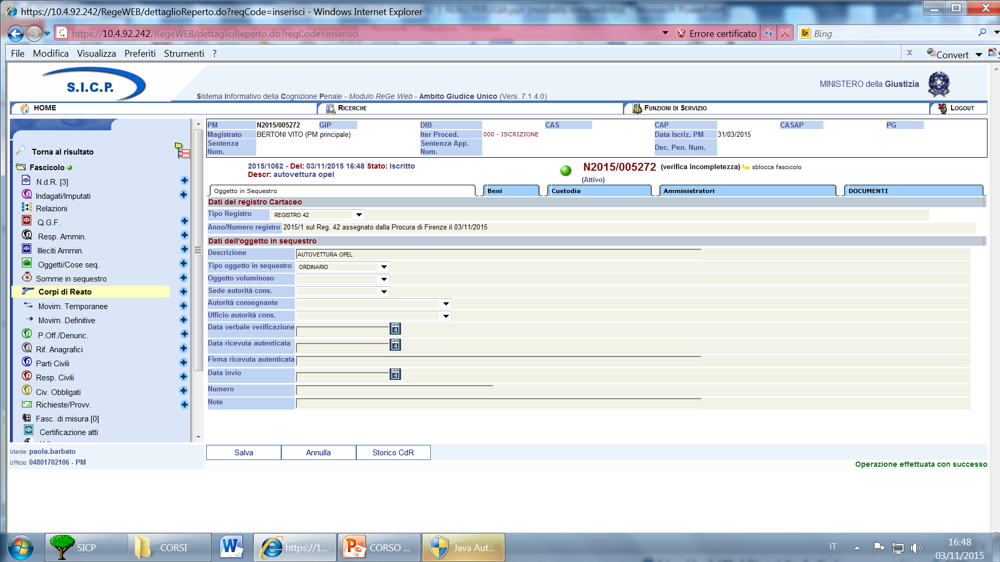 https://10.4.92.242/RegeWEB/dettaglioReperto.do?reqCode=inserisci - Windows Internet Explorer
https://10.4.92.242/RegeWEB/dettaglioReperto.do?reqCode=inserisci
Errore certificato
Bing
File Modifica Visualizza Preferiti Strumenti ?
x Convert
S.I.C.P.
Sistema Informativo della Cognizione Penale - Modulo ReGe Web - Ambito Giudice Unico (Vers. 7.1.4.0)
MINISTERO della Giustizia
HOME RICERCHE FUNZIONI DI SERVIZIO LOGOUT
Torna al risultato
Fascicolo
N.d.R. [3]
Indagati/Imputati
Relazioni
Q.G.F.
Resp. Ammin.
Illeciti Ammin.
Oggetti/Cose seq.
Somme in sequestro
Corpi di Reato
Movim. Temporanee
Movim. Definitive
P.Off./Denunc.
Rif. Anagrafici
Parti Civili
Resp. Civili
Civ. Obbligati
Richieste/Provv.
Fasc. di misura [0]
Certificazione atti
Utente: paola.barbato
Ufficio: 04801702106 - PM
PM N2015/005272 GIP DIB CAS CAP CASAP PG
Magistrato BERTONI VITO (PM principale) Iter Proced. 000 - ISCRIZIONE Data Iscriz. PM 31/03/2015
Sentenza Num. Sentenza App. Num. Dec. Pen. Num.
2015/1062 - Del: 03/11/2015 16:48 Stato: Iscritto
Descr: autovettura opel
N2015/005272 (verifica incompletezza) sblocca fascicolo
(Attivo)
Oggetto in Sequestro Beni Custodia Amministratori DOCUMENTI
Dati del registro Cartaceo
Tipo Registro REGISTRO 42
Anno/Numero registro 2015/1 sul Reg. 42 assegnato dalla Procura di Firenze il 03/11/2015
Dati dell'oggetto in sequestro
Descrizione AUTOVETTURA OPEL
Tipo oggetto in sequestro ORDINARIO
Oggetto voluminoso
Sede autorità cons.
Autorità consegnante
Ufficio autorità cons.
Data verbale verificazione
Data ricevuta autenticata
Firma ricevuta autenticata
Data invio
Numero
Note
Salva Annulla Storico CdR
Operazione effettuata con successo
SICP CORSI https://1... CORSO ... Java Aut... IT 16:48
03/11/2015